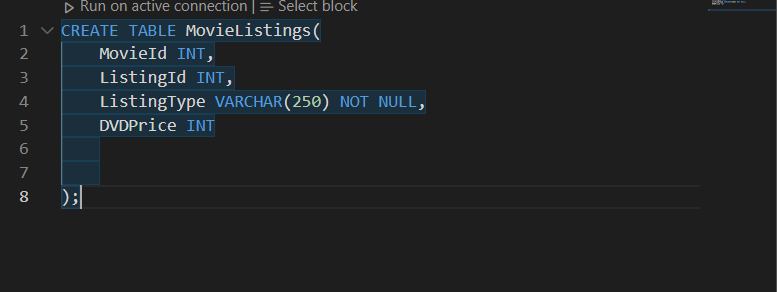 Run on active connection | Select block
1 CREATE TABLE MovieListings(
2 MovieId INT,
3 ListingId INT,
4 ListingType VARCHAR(250) NOT NULL,
5 DVDPrice INT
6
7
8 );